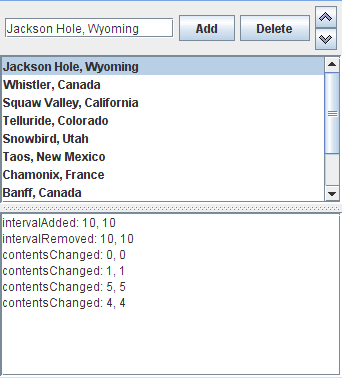 Jackson Hole, Wyoming
Add
Delete
Jackson Hole, Wyoming
Whistler, Canada
Squaw Valley, California
Telluride, Colorado
Snowbird, Utah
Taos, New Mexico
Chamonix, France
Banff, Canada
intervalAdded: 10, 10
intervalRemoved: 10, 10
contentsChanged: 0, 0
contentsChanged: 1, 1
contentsChanged: 5, 5
contentsChanged: 4, 4